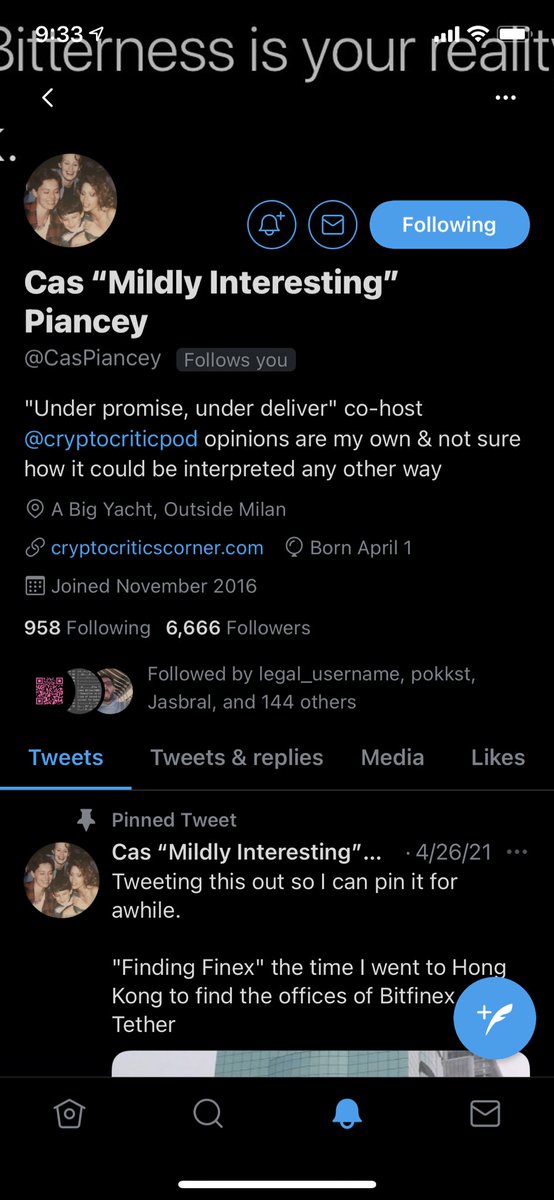 Bitterness is your reality
9:33
k.
Cas “Mildly Interesting”
Piancey
@CasPiancey Follows you
Following
"Under promise, under deliver" co-host
@cryptocriticpod opinions are my own & not sure
how it could be interpreted any other way
A Big Yacht, Outside Milan
cryptocriticscorner.com Born April 1
Joined November 2016
958 Following 6,666 Followers
Followed by legal_username, pokkst,
Jasbral, and 144 others
Tweets Tweets & replies Media Likes
Pinned Tweet
Cas “Mildly Interesting”... · 4/26/21
Tweeting this out so I can pin it for
awhile.
"Finding Finex" the time I went to Hong
Kong to find the offices of Bitfinex
Tether